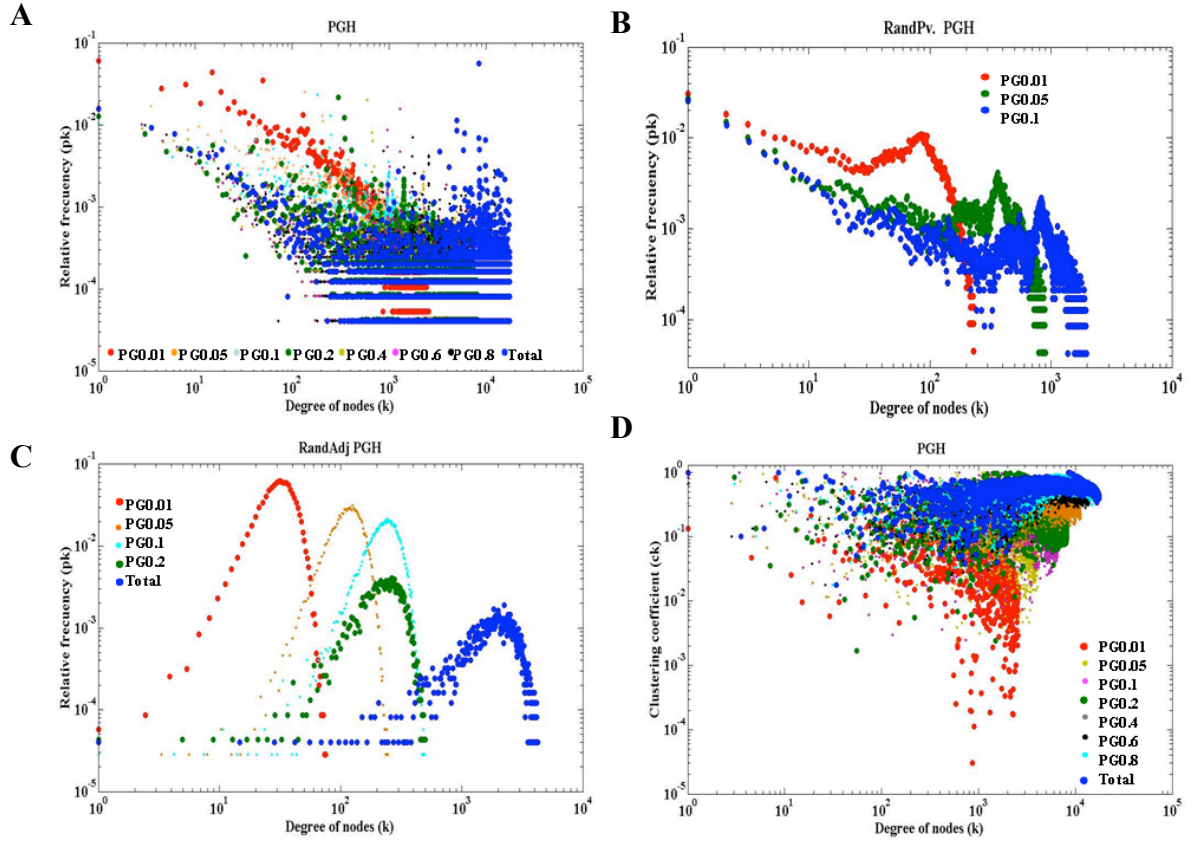 A
PGH
Relative frecuency (pk)
10^-1
10^-2
10^-3
10^-4
10^-5
PG0.01 PG0.05 PG0.1 PG0.2 PG0.4 PG0.6 PG0.8 Total
10^0 10^1 10^2 10^3 10^4 10^5
Degree of nodes (k)
B
RandPv. PGH
Relative frecuency (pk)
10^-1
10^-2
10^-3
10^-4
PG0.01
PG0.05
PG0.1
10^0 10^1 10^2 10^3 10^4
Degree of nodes (k)
C
RandAdj PGH
Relative frecuency (pk)
10^-1
10^-2
10^-3
10^-4
10^-5
PG0.01
PG0.05
PG0.1
PG0.2
Total
10^0 10^1 10^2 10^3 10^4
Degree of nodes (k)
D
PGH
Clustering coefficient (ck)
10^0
10^-1
10^-2
10^-3
10^-4
10^-5
PG0.01
PG0.05
PG0.1
PG0.2
PG0.4
PG0.6
PG0.8
Total
10^0 10^1 10^2 10^3 10^4 10^5
Degree of nodes (k)